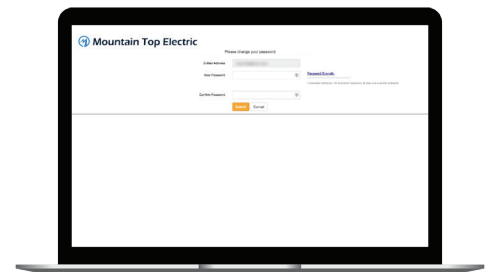 Mountain Top Electric
Please change your password
E-Mail Address
New Password
Password Strength
Confirm Password
Submit Cancel